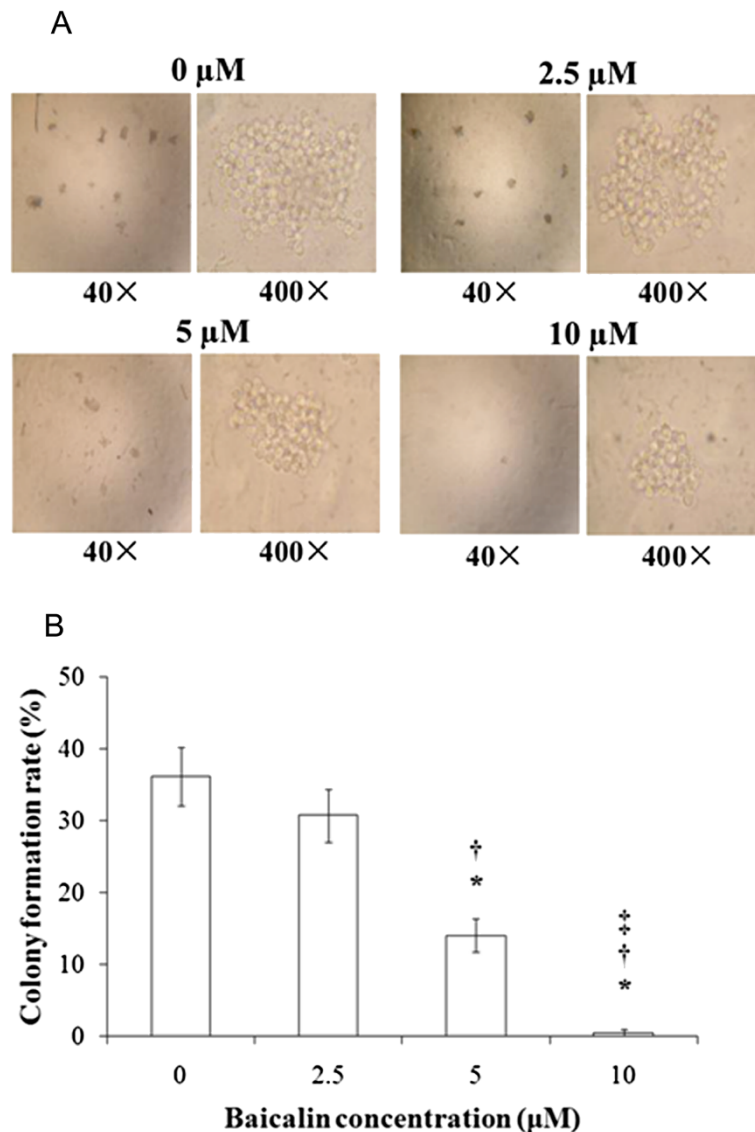 A
0 μM 2.5 μM
40× 400× 40× 400×
5 μM 10 μM
40× 400× 40× 400×
B
Colony formation rate (%)
50
40
30
20
10
0
†
*
‡
†
*
0 2.5 5 10
Baicalin concentration (μM)